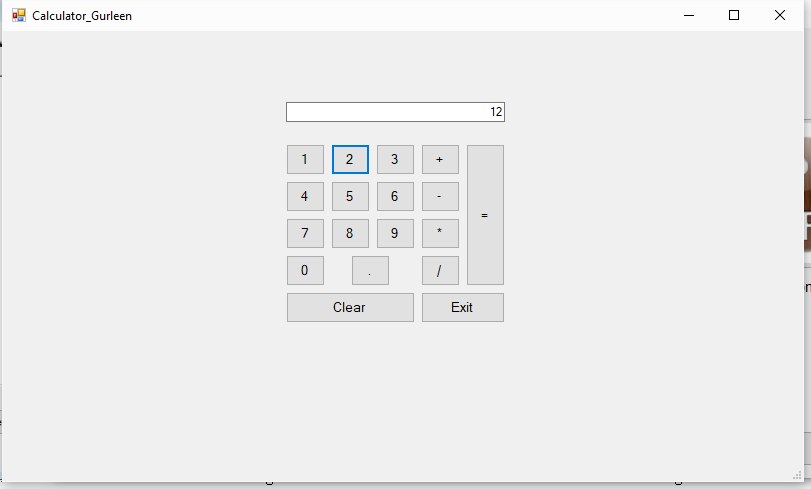 Calculator_Gurleen
12
1 2 3 +
4 5 6 - =
7 8 9 *
0 . /
Clear Exit